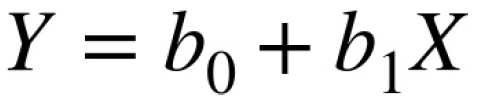 Y = b₀ + b₁X